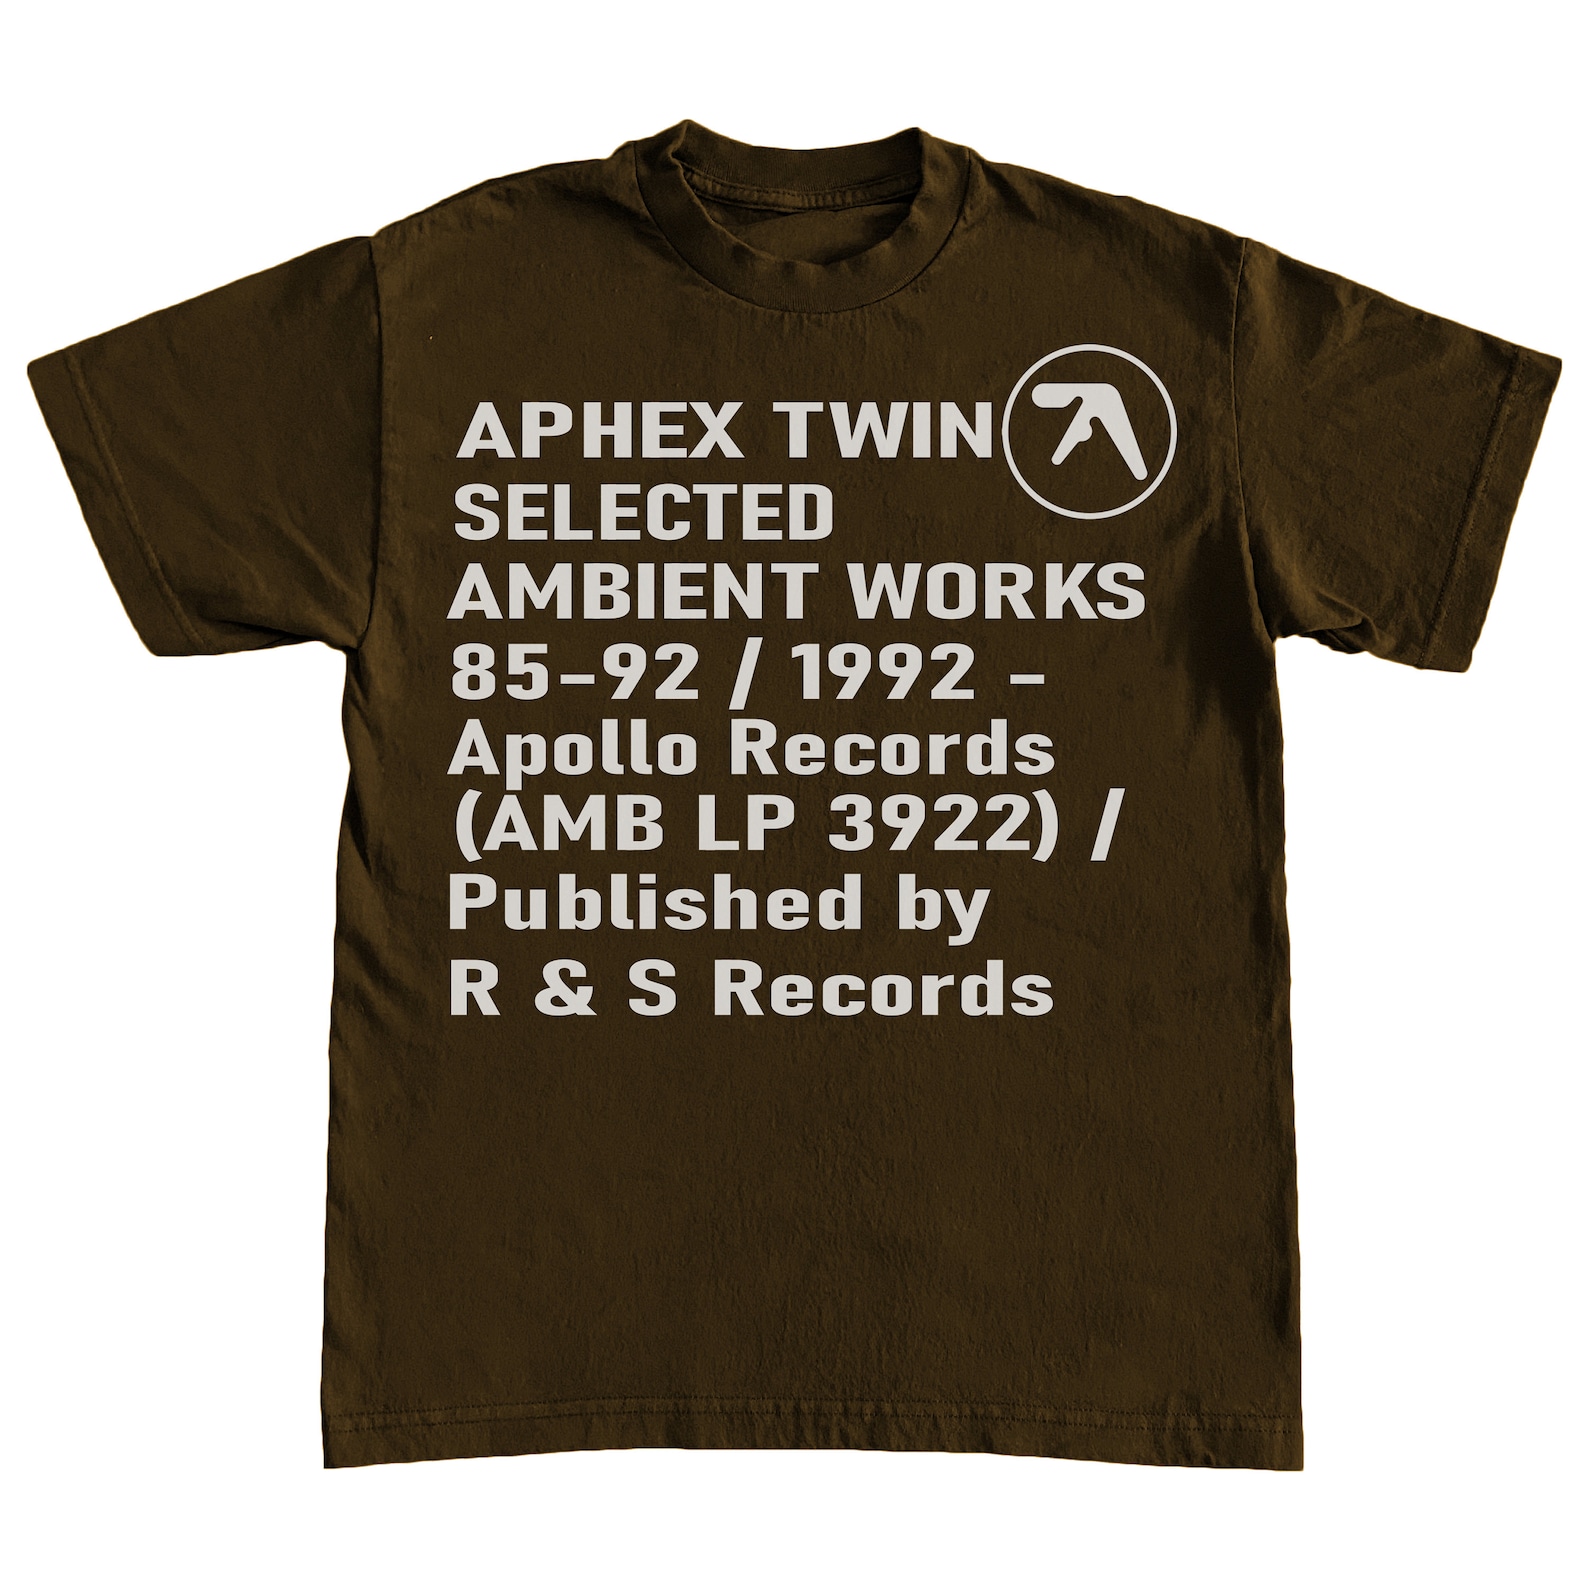 APHEX TWIN
SELECTED
AMBIENT WORKS
85-92 / 1992 -
Apollo Records
(AMB LP 3922) /
Published by
R & S Records